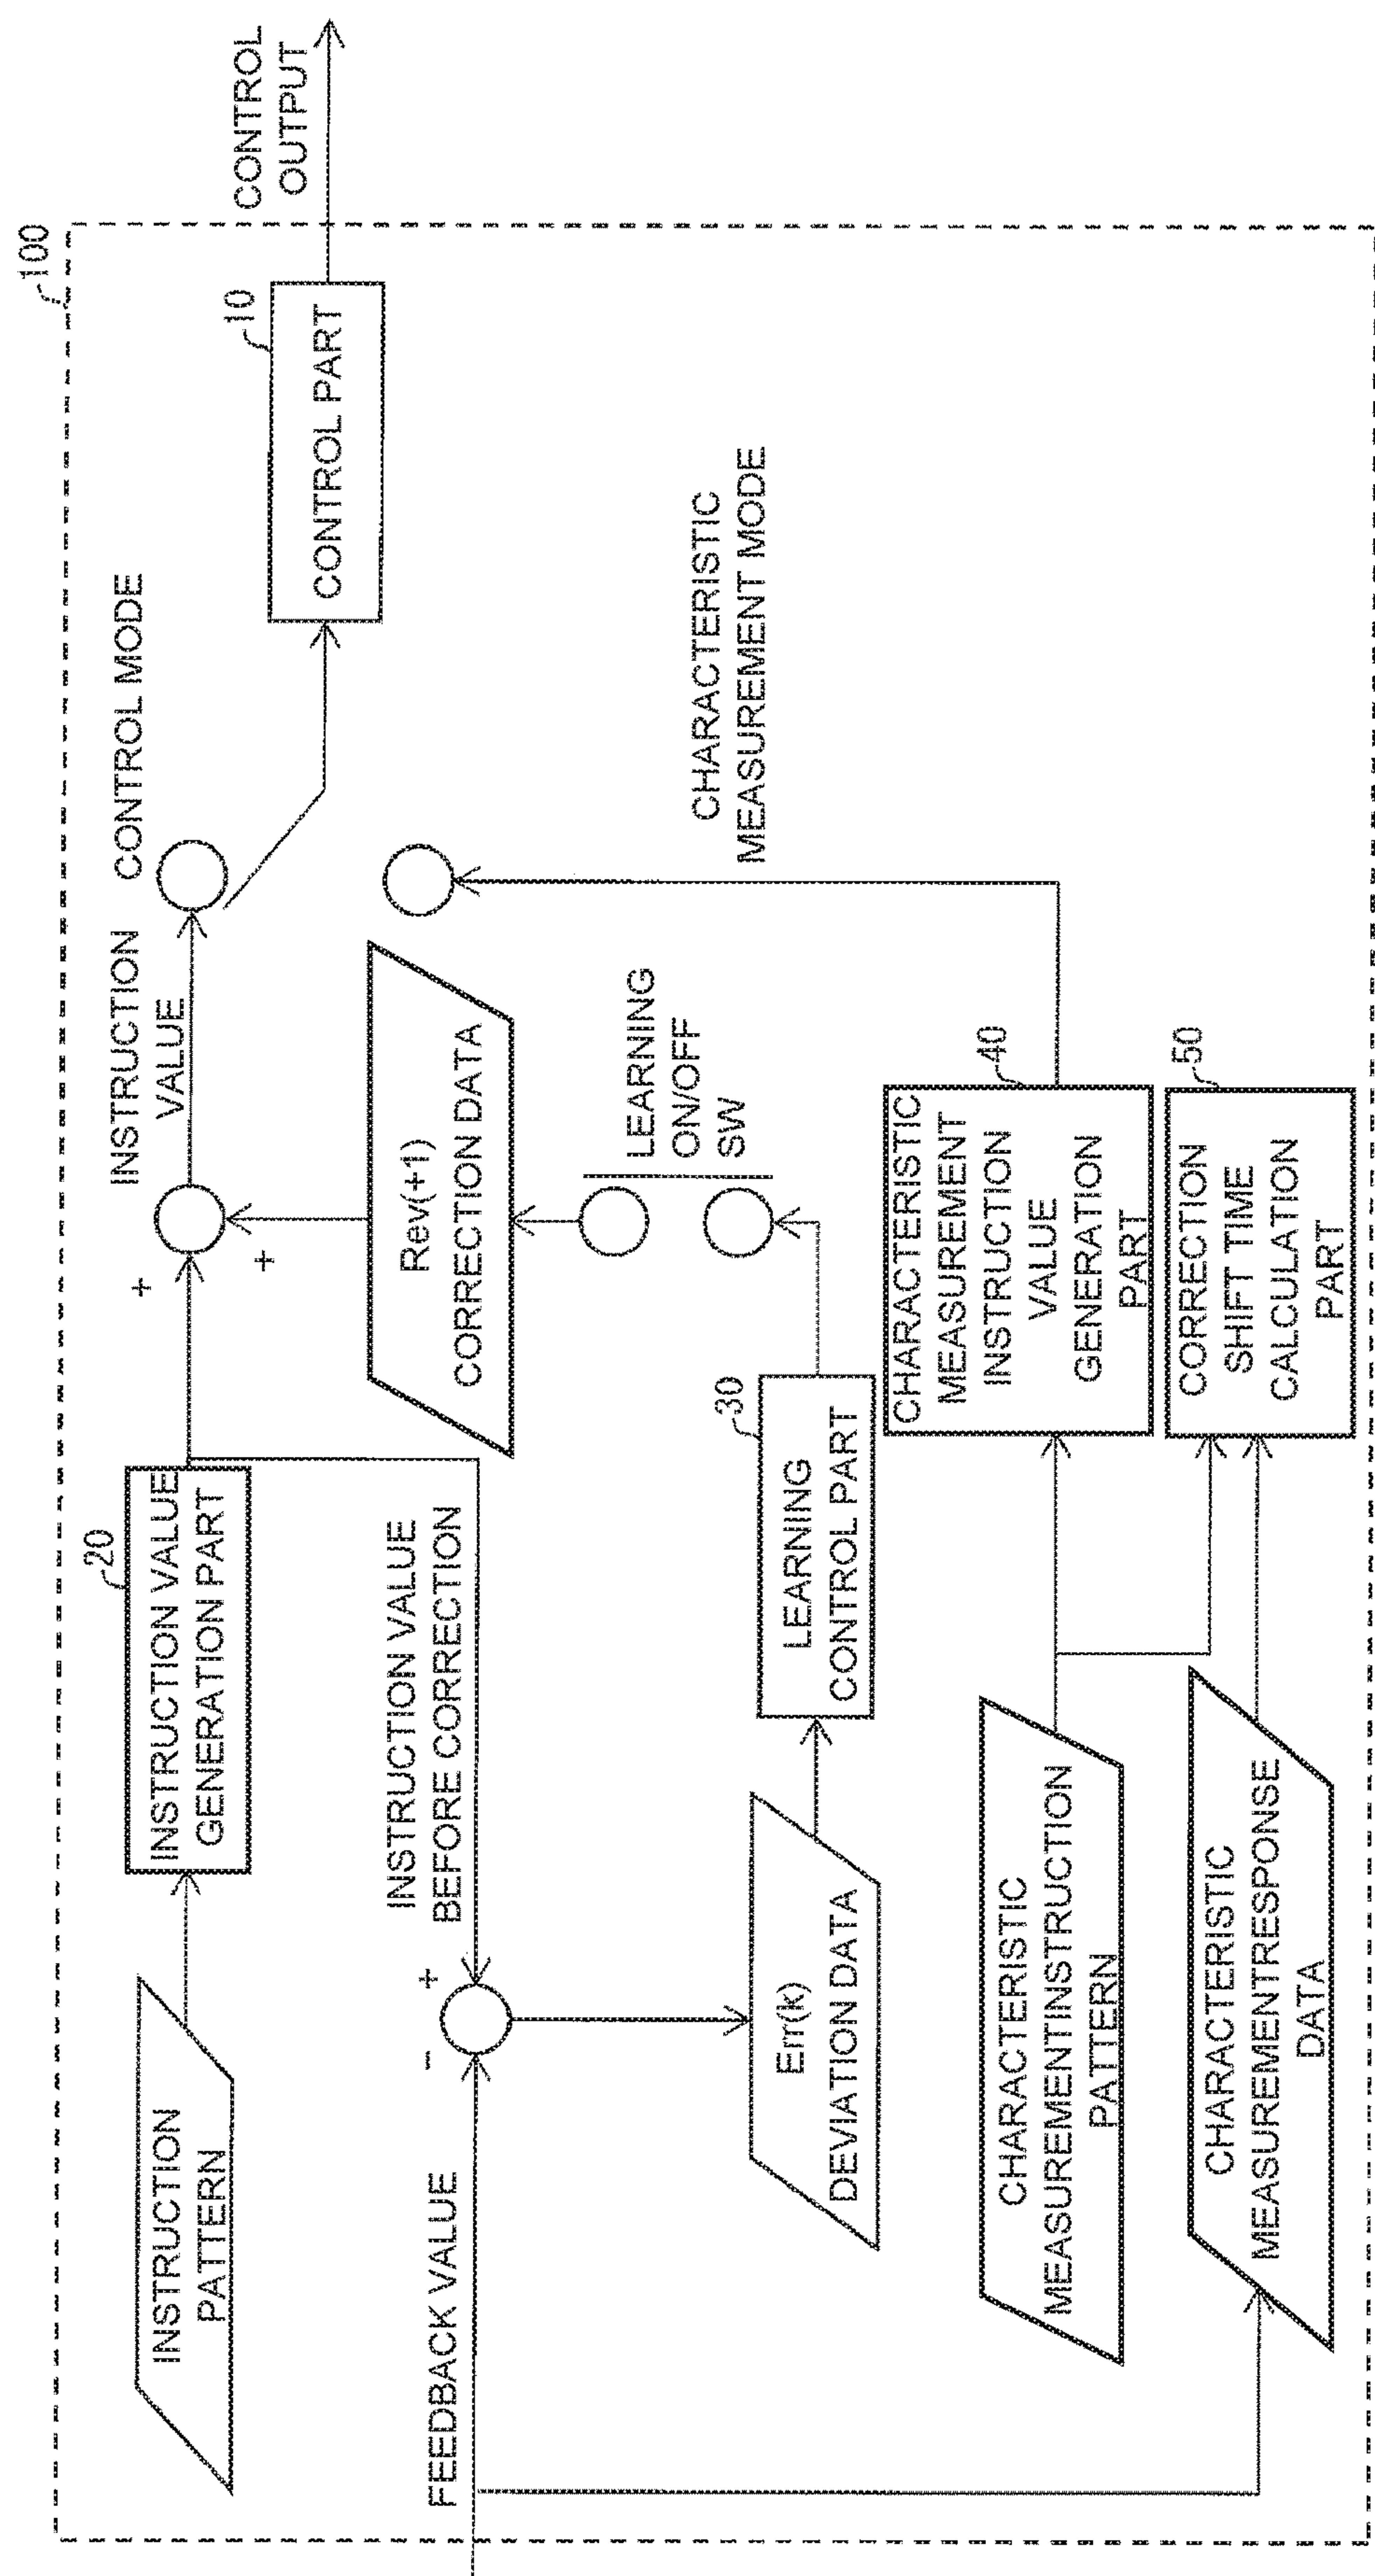 100
CONTROL
OUTPUT
10
CONTROL PART
CONTROL MODE
INSTRUCTION
VALUE
+
+
20
INSTRUCTION VALUE
GENERATION PART
INSTRUCTION
PATTERN
Rev(+1)
CORRECTION DATA
INSTRUCTION VALUE
BEFORE CORRECTION
+
-
FEEDBACK VALUE
LEARNING
ON/OFF
SW
CHARACTERISTIC
MEASUREMENT MODE
30
LEARNING
CONTROL PART
Err(k)
DEVIATION DATA
40
CHARACTERISTIC
MEASUREMENT
INSTRUCTION
VALUE
GENERATION
PART
CHARACTERISTIC
MEASUREMENTINSTRUCTION
PATTERN
50
CORRECTION
SHIFT TIME
CALCULATION
PART
CHARACTERISTIC
MEASUREMENTRESPONSE
DATA